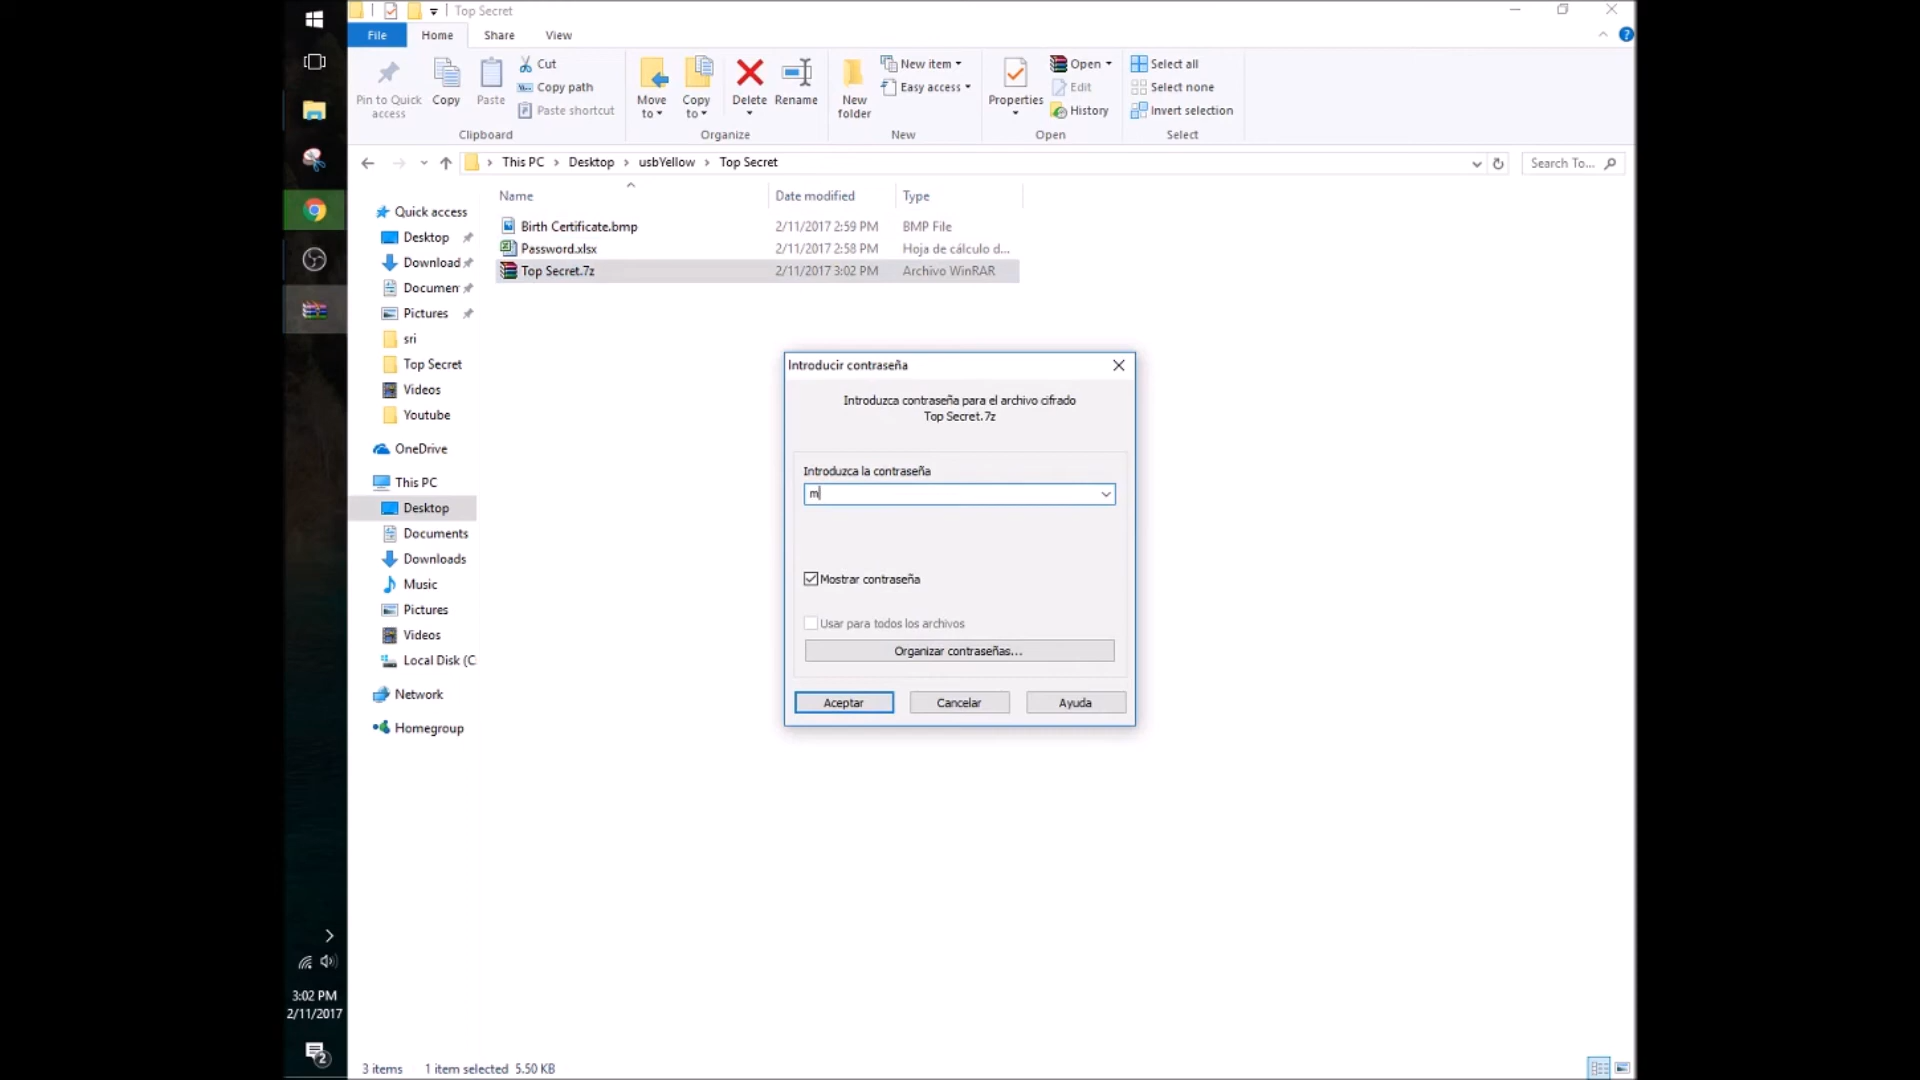 Top Secret
File Home Share View
Pin to Quick access
Copy
Paste
Cut
Copy path
Paste shortcut
Clipboard
Move to
Copy to
Delete
Rename
Organize
New folder
New item
Easy access
New
Properties
Open
Edit
History
Open
Select all
Select none
Invert selection
Select
This PC > Desktop > usbYellow > Top Secret
Search To...
Name Date modified Type
Birth Certificate.bmp 2/11/2017 2:59 PM BMP File
Password.xlsx 2/11/2017 2:58 PM Hoja de cálculo d...
Top Secret.7z 2/11/2017 3:02 PM Archivo WinRAR
Quick access
Desktop
Download
Documen
Pictures
sri
Top Secret
Videos
Youtube
OneDrive
This PC
Desktop
Documents
Downloads
Music
Pictures
Videos
Local Disk (C
Network
Homegroup
Introducir contraseña
Introduzca contraseña para el archivo cifrado
Top Secret.7z
Introduzca la contraseña
m
Mostrar contraseña
Usar para todos los archivos
Organizar contraseñas...
Aceptar Cancelar Ayuda
3:02 PM
2/11/2017
2
3 items 1 item selected 5.50 KB